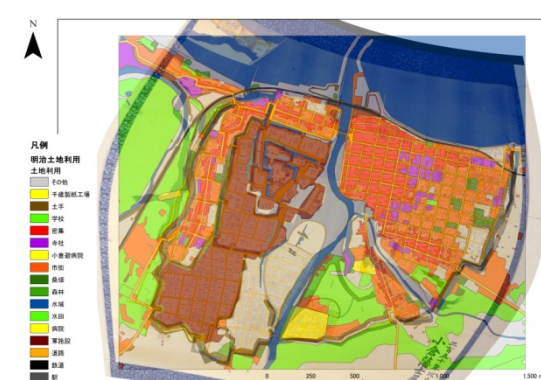 N
凡例
明治土地利用
土地利用
その他
千歳製紙工場
土手
学校
密集
寺社
小倉避病院
市街
桑畑
森林
水域
水田
病院
軍施設
道路
鉄道
駅
0 250 500 1.000 1.500 m